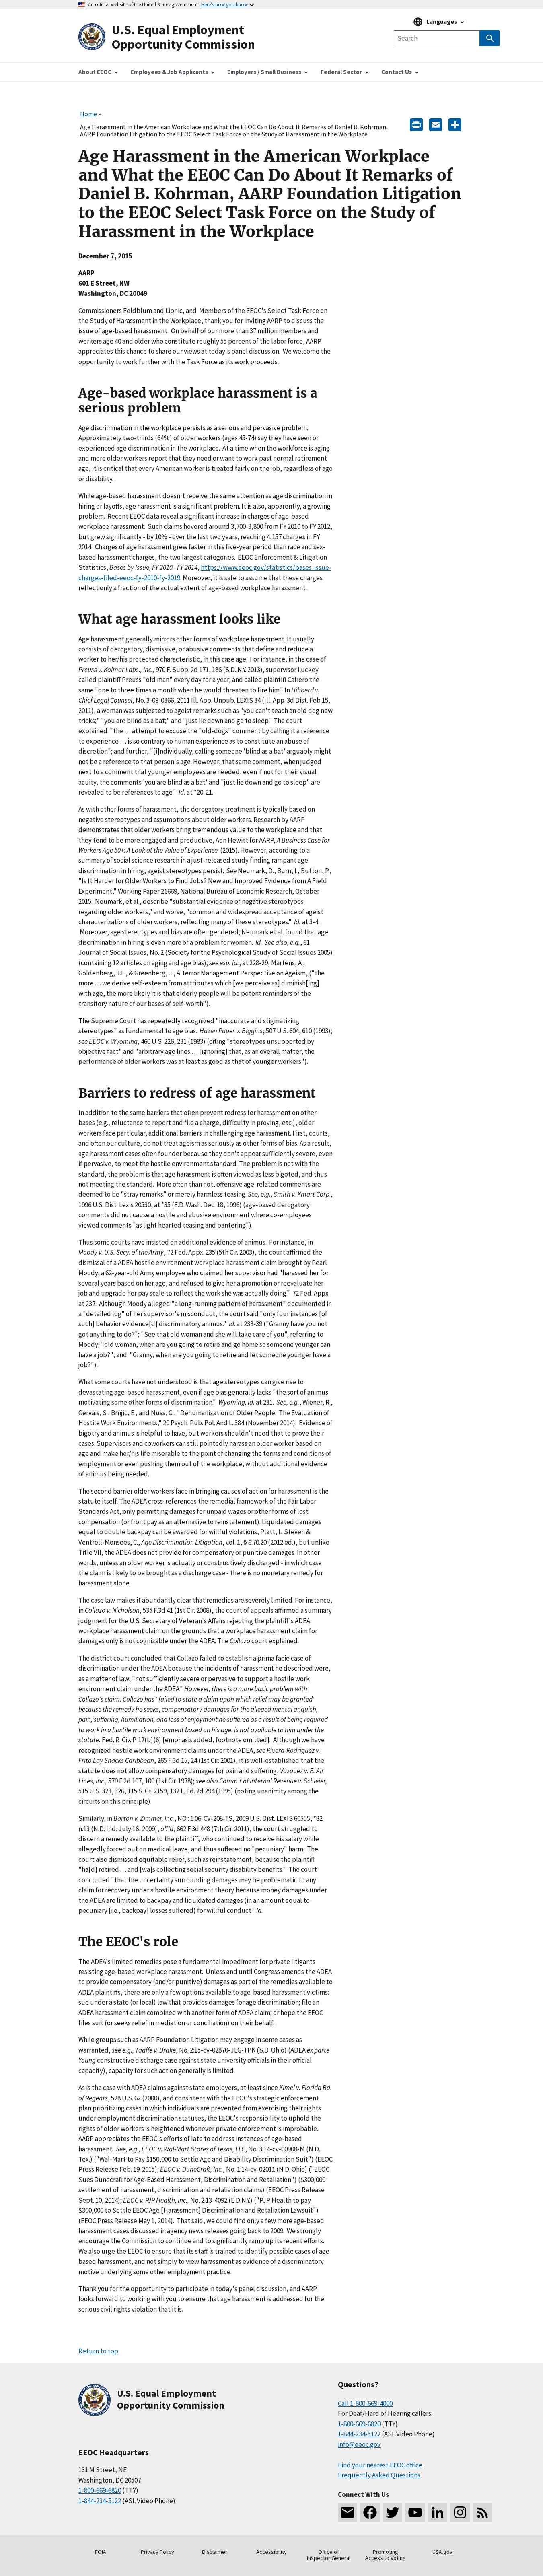 An official website of the United States government Here's how you know
U.S. Equal Employment
Opportunity Commission
Languages
Search
About EEOC
Employees & Job Applicants
Employers / Small Business
Federal Sector
Contact Us
Home »
Age Harassment in the American Workplace and What the EEOC Can Do About It Remarks of Daniel B. Kohrman,
AARP Foundation Litigation to the EEOC Select Task Force on the Study of Harassment in the Workplace
Age Harassment in the American Workplace
and What the EEOC Can Do About It Remarks of
Daniel B. Kohrman, AARP Foundation Litigation
to the EEOC Select Task Force on the Study of
Harassment in the Workplace
December 7, 2015
AARP
601 E Street, NW
Washington, DC 20049
Commissioners Feldblum and Lipnic, and Members of the EEOC's Select Task Force on
the Study of Harassment in the Workplace, thank you for inviting AARP to discuss the
issue of age-based harassment. On behalf of our more than 37 million members and
workers age 40 and older who constitute roughly 55 percent of the labor force, AARP
appreciates this chance to share our views at today's panel discussion. We welcome the
opportunity to work further with the Task Force as its work proceeds.
Age-based workplace harassment is a
serious problem
Age discrimination in the workplace persists as a serious and pervasive problem.
Approximately two-thirds (64%) of older workers (ages 45-74) say they have seen or
experienced age discrimination in the workplace. At a time when the workforce is aging
and more older workers report that they need or want to work past normal retirement
age, it is critical that every American worker is treated fairly on the job, regardless of age
or disability.
While age-based harassment doesn't receive the same attention as age discrimination in
hiring or layoffs, age harassment is a significant problem. It is also, apparently, a growing
problem. Recent EEOC data reveal a significant increase in charges of age-based
workplace harassment. Such claims hovered around 3,700-3,800 from FY 2010 to FY 2012,
then grew sharply - by 10% - over the last two years, reaching 4,157 charges in FY
2014. Charges of age harassment grew faster in this five-year period than race and sex-
based harassment charges, the two largest categories. EEOC Enforcement & Litigation
Statistics, Bases by Issue, FY 2010 - FY 2014, https://www.eeoc.gov/statistics/bases-issue-
charges-filed-eeoc-fy-2010-fy-2019. Moreover, it is safe to assume that these charges
reflect only a fraction of the actual extent of age-based workplace harassment.
What age harassment looks like
Age harassment generally mirrors other forms of workplace harassment. It usually
consists of derogatory, dismissive, or abusive comments that define and reduce a
worker to her/his protected characteristic, in this case age. For instance, in the case of
Preuss v. Kolmar Labs., Inc., 970 F. Supp. 2d 171, 186 (S.D.N.Y. 2013), supervisor Luckey
called plaintiff Preuss "old man" every day for a year, and called plaintiff Cafiero the
same "one to three times a month when he would threaten me." In Hibberd v.
Chief Legal Counsel, No. 3-09-0366, 2011 Ill. App. Unpub. LEXIS 34 (Ill. App. 3d Dist. Feb.15,
2011), a woman was subjected to ageist remarks such as "you can't teach an old dog new
tricks;" "you are blind as a bat;" and "just lie down and go to sleep." The court
explained: "the … attempt to excuse the "old-dogs" comment by calling it a reference
to experience … is so contrary to human experience as to constitute an abuse of
discretion"; and further, "[i]ndividually, calling someone 'blind as a bat' arguably might
not be a reference to that person's age. However, that same comment, when judged
next to a comment that younger employees are needed, even if not for their visual
acuity, the comments 'you are blind as a bat' and "just lie down and go to sleep" are
revealed to be references to age." Id. at *20-21.
As with other forms of harassment, the derogatory treatment is typically based on
negative stereotypes and assumptions about older workers. Research by AARP
demonstrates that older workers bring tremendous value to the workplace and that
they tend to be more engaged and productive, Aon Hewitt for AARP, A Business Case for
Workers Age 50+: A Look at the Value of Experience (2015). However, according to a
summary of social science research in a just-released study finding rampant age
discrimination in hiring, ageist stereotypes persist. See Neumark, D., Burn, I., Button, P.,
"Is It Harder for Older Workers to Find Jobs? New and Improved Evidence from A Field
Experiment," Working Paper 21669, National Bureau of Economic Research, October
2015. Neumark, et al., describe "substantial evidence of negative stereotypes
regarding older workers," and worse, "common and widespread acceptance of ageist
characterizations of older workers, reflecting many of these stereotypes." Id. at 3-4.
Moreover, age stereotypes and bias are often gendered; Neumark et al. found that age
discrimination in hiring is even more of a problem for women. Id. See also, e.g., 61
Journal of Social Issues, No. 2 (Society for the Psychological Study of Social Issues 2005)
(containing 12 articles on aging and age bias); see esp. id., at 228-29, Martens, A.,
Goldenberg, J.L., & Greenberg, J., A Terror Management Perspective on Ageism, ("the
more … we derive self-esteem from attributes which [we perceive as] diminish[ing]
with age, the more likely it is that elderly people will be potent reminders of the
transitory nature of our bases of self-worth").
The Supreme Court has repeatedly recognized "inaccurate and stigmatizing
stereotypes" as fundamental to age bias. Hazen Paper v. Biggins, 507 U.S. 604, 610 (1993);
see EEOC v. Wyoming, 460 U.S. 226, 231 (1983) (citing "stereotypes unsupported by
objective fact" and "arbitrary age lines … [ignoring] that, as an overall matter, the
performance of older workers was at least as good as that of younger workers").
Barriers to redress of age harassment
In addition to the same barriers that often prevent redress for harassment on other
bases (e.g., reluctance to report and file a charge, difficulty in proving, etc.), older
workers face particular, additional barriers in challenging age harassment. First, courts,
and often our culture, do not treat ageism as seriously as other forms of bias. As a result,
age harassment cases often founder because they don't appear sufficiently severe, even
if pervasive, to meet the hostile environment standard. The problem is not with the
standard, the problem is that age harassment is often viewed as less bigoted, and thus
not meeting the standard. More often than not, offensive age-related comments are
deemed to be "stray remarks" or merely harmless teasing. See, e.g., Smith v. Kmart Corp.,
1996 U.S. Dist. Lexis 20530, at *35 (E.D. Wash. Dec. 18, 1996) (age-based derogatory
comments did not cause a hostile and abusive environment where co-employees
viewed comments "as light hearted teasing and bantering").
Thus some courts have insisted on additional evidence of animus. For instance, in
Moody v. U.S. Secy. of the Army, 72 Fed. Appx. 235 (5th Cir. 2003), the court affirmed the
dismissal of a ADEA hostile environment workplace harassment claim brought by Pearl
Moody, a 62-year-old Army employee who claimed her supervisor had "harassed her for
several years because of her age and, refused to give her a promotion or reevaluate her
job and upgrade her pay scale to reflect the work she was actually doing." 72 Fed. Appx.
at 237. Although Moody alleged "a long-running pattern of harassment" documented in
a "detailed log" of her supervisor's misconduct, the court said "only four instances [of
such] behavior evidence[d] discriminatory animus." Id. at 238-39 ("Granny have you not
got anything to do?"; "See that old woman and she will take care of you", referring to
Moody; "old woman, when are you going to retire and go home so someone younger can
have a job?"; and "Granny, when are you going to retire and let someone younger have a
job?").
What some courts have not understood is that age stereotypes can give rise to
devastating age-based harassment, even if age bias generally lacks "the sort of animus
motivating some other forms of discrimination." Wyoming, id. at 231. See, e.g., Wiener, R.,
Gervais, S., Brnjic, E., and Nuss, G., "Dehumanization of Older People: The Evaluation of
Hostile Work Environments," 20 Psych. Pub. Pol. And L. 384 (November 2014). Evidence of
bigotry and animus is helpful to have, but workers shouldn't need that to prove their
cases. Supervisors and coworkers can still pointedly harass an older worker based on
age and make her/his life miserable to the point of changing the terms and conditions of
employment or even pushing them out of the workplace, without additional evidence
of animus being needed.
The second barrier older workers face in bringing causes of action for harassment is the
statute itself. The ADEA cross-references the remedial framework of the Fair Labor
Standards Act, only permitting damages for unpaid wages or other forms of lost
compensation (or front pay as an alternative to reinstatement). Liquidated damages
equal to double backpay can be awarded for willful violations, Platt, L. Steven &
Ventrell-Monsees, C., Age Discrimination Litigation, vol. 1, § 6:70.20 (2012 ed.), but unlike
Title VII, the ADEA does not provide for compensatory or punitive damages. In other
words, unless an older worker is actually or constructively discharged - in which case
the claim is likely to be brought as a discharge case - there is no monetary remedy for
harassment alone.
The case law makes it abundantly clear that remedies are severely limited. For instance,
in Collazo v. Nicholson, 535 F.3d 41 (1st Cir. 2008), the court of appeals affirmed a summary
judgment for the U.S. Secretary of Veteran's Affairs rejecting the plaintiff's ADEA
workplace harassment claim on the grounds that a workplace harassment claim for
damages only is not cognizable under the ADEA. The Collazo court explained:
The district court concluded that Collazo failed to present a prima facie case of
discrimination under the ADEA because the incidents of harassment he described were,
as a matter of law, "not sufficiently severe or pervasive to support a hostile work
environment claim under the ADEA." However, there is a more basic problem with
Collazo's claim. Collazo has "failed to state a claim upon which relief may be granted"
because the remedy he seeks, compensatory damages for the alleged mental anguish,
pain, suffering, humiliation, and loss of enjoyment he suffered as a result of being required
to work in a hostile work environment based on his age, is not available to him under the
statute. Fed. R. Civ. P. 12(b)(6) [emphasis added, footnote omitted]. Although we have
recognized hostile work environment claims under the ADEA, see Rivera-Rodriguez v.
Frito Lay Snacks Caribbean, 265 F.3d 15, 24 (1st Cir. 2001), it is well-established that it
does not allow compensatory damages for pain and suffering, Vazquez v. E. Air
Lines, Inc., 579 F.2d 107, 109 (1st Cir. 1978); see also Comm'r of Internal Revenue v. Schleier,
515 U.S. 323, 326, 115 S. Ct. 2159, 132 L. Ed. 2d 294 (1995) (noting unanimity among the
circuits on this principle).
Similarly, in Barton v. Zimmer, Inc., NO.: 1:06-CV-208-TS, 2009 U.S. Dist. LEXIS 60555, *82
n.13 (N.D. Ind. July 16, 2009), aff'd, 662 F.3d 448 (7th Cir. 2011), the court struggled to
discern a remedy available to the plaintiff, who continued to receive his salary while
allegedly forced out on medical leave, and thus suffered no "pecuniary" harm. The
court also dismissed equitable relief, such as reinstatement, because the plaintiff
"ha[d] retired … and [wa]s collecting social security disability benefits." The court
concluded "that the unavailability of other damages may be problematic to any
claim for recovery under a hostile environment theory because money damages under
the ADEA are limited to backpay and liquidated damages (in an amount equal to
pecuniary [i.e., backpay] losses suffered) for willful conduct." Id.
The EEOC's role
The ADEA's limited remedies pose a fundamental impediment for private litigants
resisting age-based workplace harassment. Unless and until Congress amends the ADEA
to provide compensatory (and/or punitive) damages as part of the remedies available to
ADEA plaintiffs, there are only a few options available to age-based harassment victims:
sue under a state (or local) law that provides damages for age discrimination; file an
ADEA harassment claim combined with another form of ADEA claim; or hope the EEOC
files suit (or seeks relief in mediation or conciliation) on their behalf.
While groups such as AARP Foundation Litigation may engage in some cases as
warranted, see e.g., Taaffe v. Drake, No. 2:15-cv-02870-JLG-TPK (S.D. Ohio) (ADEA ex parte
Young constructive discharge case against state university officials in their official
capacity), capacity for such action generally is limited.
As is the case with ADEA claims against state employers, at least since Kimel v. Florida Bd.
of Regents, 528 U.S. 62 (2000), and consistent with the EEOC's strategic enforcement
plan prioritizing cases in which individuals are prevented from exercising their rights
under employment discrimination statutes, the EEOC's responsibility to uphold the
rights of older workers is heightened whenever private enforcement is impaired.
AARP appreciates the EEOC's efforts of late to address instances of age-based
harassment. See, e.g., EEOC v. Wal-Mart Stores of Texas, LLC, No. 3:14-cv-00908-M (N.D.
Tex.) ("Wal-Mart to Pay $150,000 to Settle Age and Disability Discrimination Suit") (EEOC
Press Release Feb. 19. 2015); EEOC v. DuneCraft, Inc., No. 1:14-cv-02011 (N.D. Ohio) ("EEOC
Sues Dunecraft for Age-Based Harassment, Discrimination and Retaliation") ($300,000
settlement of harassment, discriminatory discharge and retaliation claims) (EEOC Press Release
Sept. 10, 2014); EEOC v. PJP Health, Inc., No. 2:13-4092 (E.D.N.Y.) ("PJP Health to pay
$300,000 to Settle EEOC Age [Harassment] Discrimination and Retaliation Lawsuit")
(EEOC Press Release May 1, 2014). That said, we could find only a few more age-based
harassment cases discussed in agency news releases going back to 2009. We strongly
encourage the Commission to continue and to significantly ramp up its recent efforts.
We also urge the EEOC to ensure that its staff is trained to identify possible cases of age-
based harassment, and not simply to view harassment as evidence of a discriminatory
motive underlying some other employment practice.
Thank you for the opportunity to participate in today's panel discussion, and AARP
looks forward to working with you to ensure that age harassment is addressed for the
serious civil rights violation that it is.
Return to top
U.S. Equal Employment
Opportunity Commission
EEOC Headquarters
131 M Street, NE
Washington, DC 20507
1-800-669-6820 (TTY)
1-844-234-5122 (ASL Video Phone)
Questions?
Call 1-800-669-4000
For Deaf/Hard of Hearing callers:
1-800-669-6820 (TTY)
1-844-234-5122 (ASL Video Phone)
info@eeoc.gov
Find your nearest EEOC office
Frequently Asked Questions
Connect With Us
FOIA
Privacy Policy
Disclaimer
Accessibility
Office of
Inspector General
Promoting
Access to Voting
USA.gov